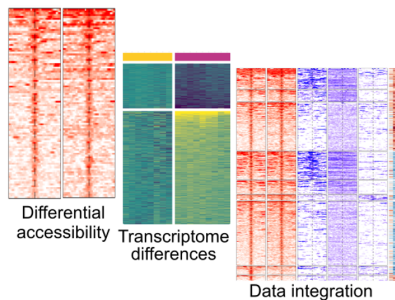 Differential
accessibility
Transcriptome
differences
Data integration